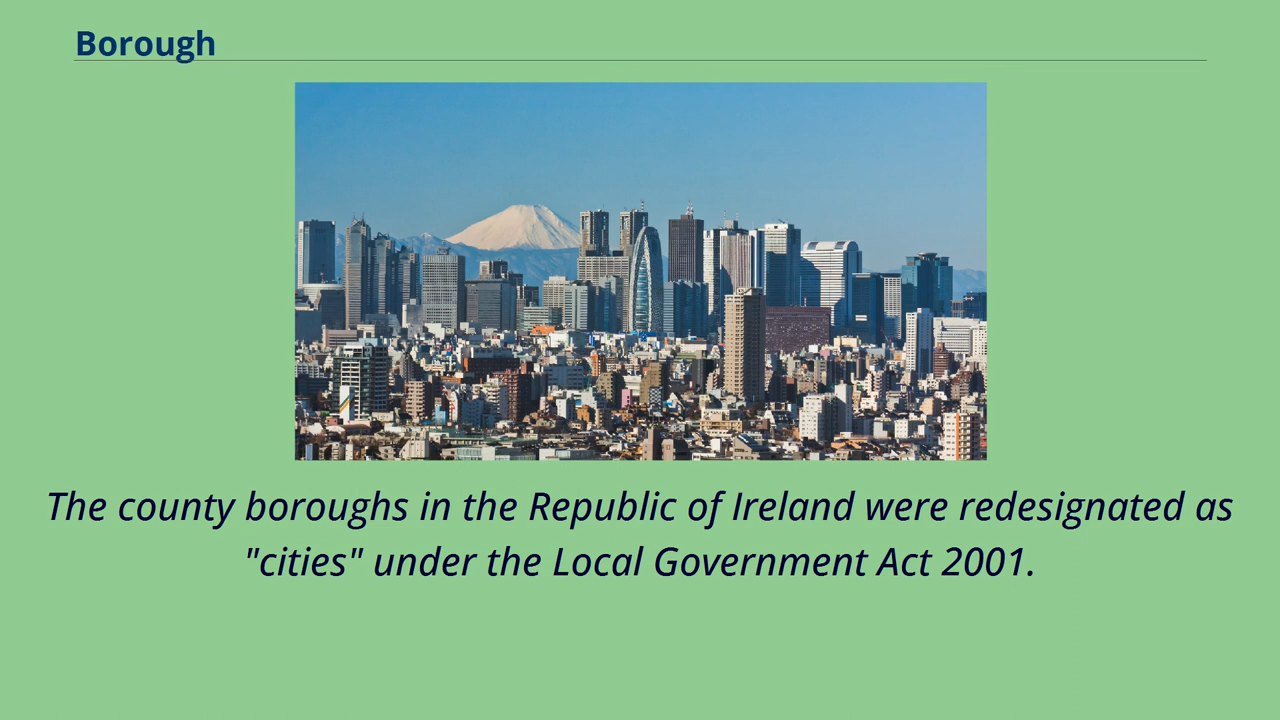 Borough
The county boroughs in the Republic of Ireland were redesignated as
"cities" under the Local Government Act 2001.